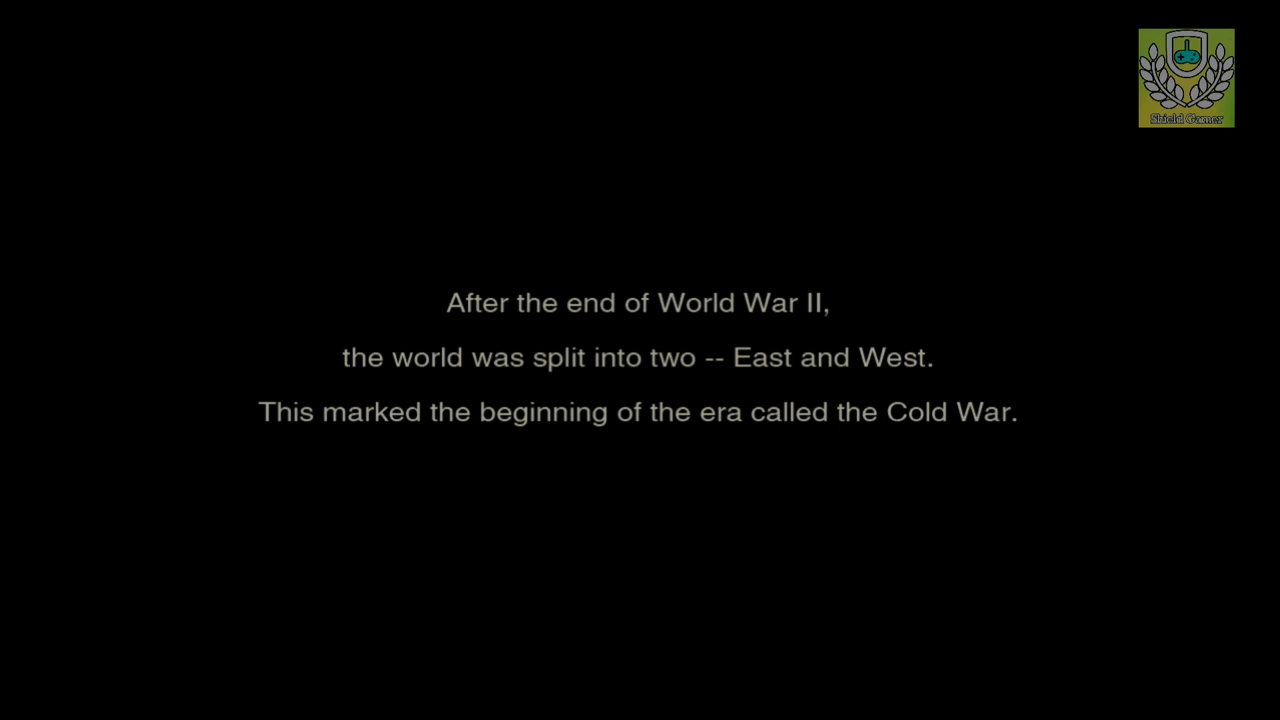 Shield Gamer
After the end of World War II,
the world was split into two -- East and West.
This marked the beginning of the era called the Cold War.